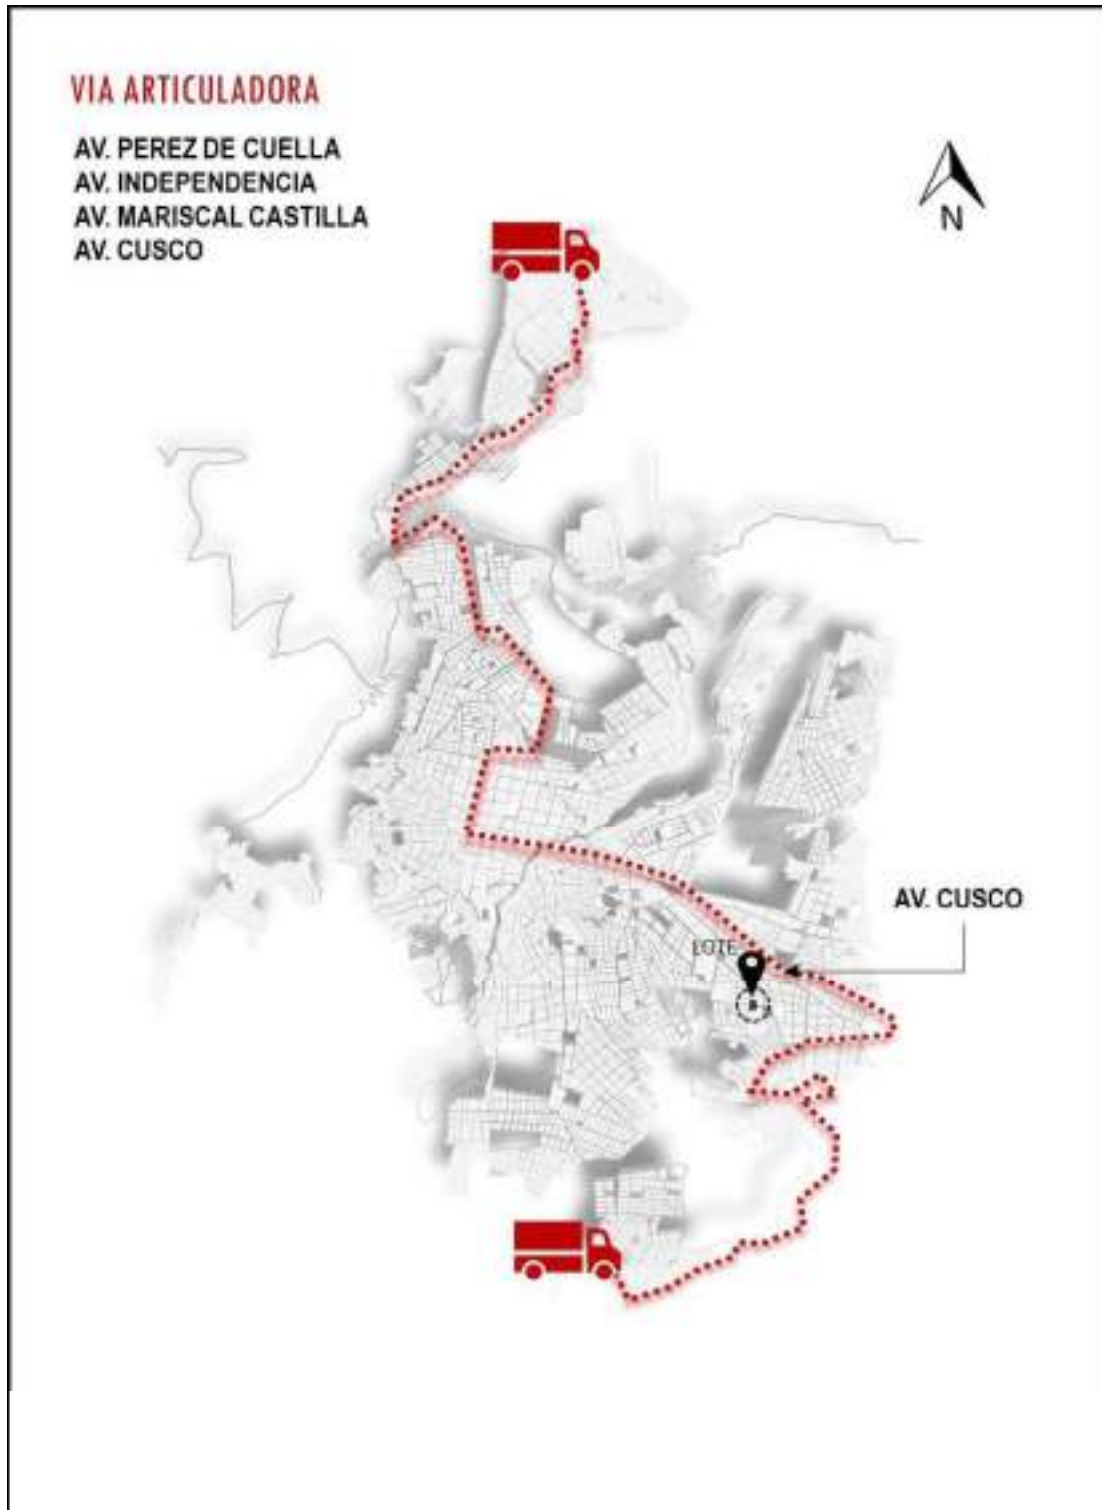 VIA ARTICULADORA
AV. PEREZ DE CUELLA
AV. INDEPENDENCIA
AV. MARISCAL CASTILLA
AV. CUSCO
N
AV. CUSCO
LOTE